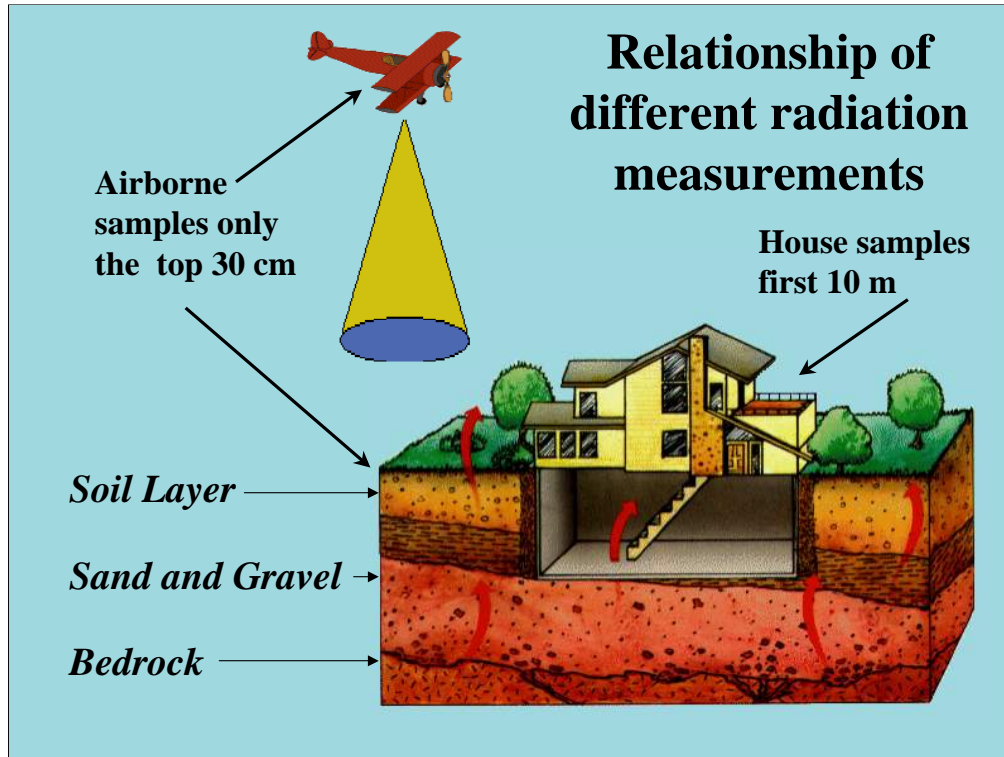 Relationship of
different radiation
measurements
Airborne
samples only
the top 30 cm
House samples
first 10 m
Soil Layer
Sand and Gravel
Bedrock